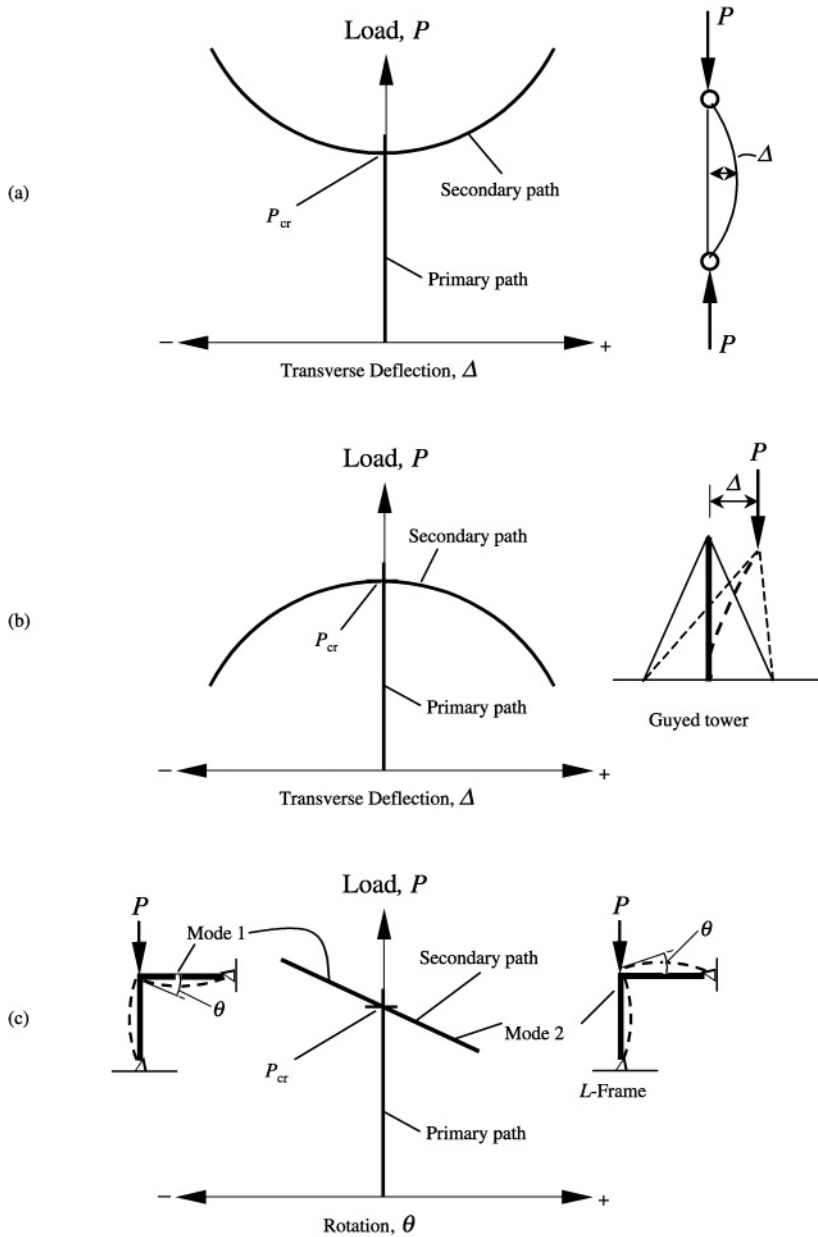 Load, P
P
Δ
Secondary path
(a)
P_cr
Primary path
P
−
+
Transverse Deflection, Δ
Load, P
P
Δ
Secondary path
(b)
P_cr
Primary path
Guyed tower
−
+
Transverse Deflection, Δ
Load, P
P
Mode 1
P
θ
Secondary path
θ
(c)
Mode 2
P_cr
L-Frame
Primary path
−
+
Rotation, θ